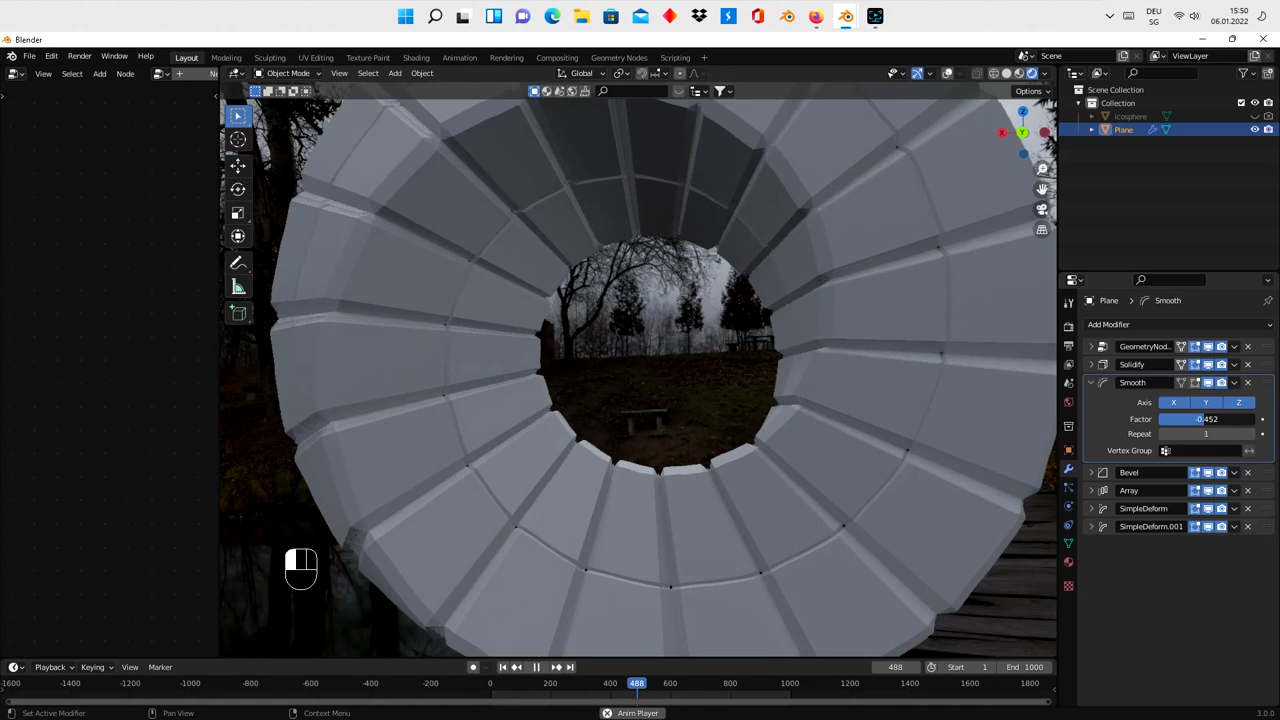 DEU
SG
15:50
06.01.2022
Blender
File Edit Render Window Help
Layout Modeling Sculpting UV Editing Texture Paint Shading Animation Rendering Compositing Geometry Nodes Scripting
Scene
ViewLayer
View Select Add Node
Object Mode
View Select Add Object
Global
Options
Z
X
Y
Scene Collection
Collection
Icosphere
Plane
Plane
Smooth
Add Modifier
GeometryNod...
Solidify
Smooth
Axis X Y Z
Factor -0.452
Repeat 1
Vertex Group
Bevel
Array
SimpleDeform
SimpleDeform.001
Playback Keying View Marker
488
Start 1
End 1000
-1600 -1400 -1200 -1000 -800 -600 -400 -200 0 200 400 488 600 800 1000 1200 1400 1600 1800
Set Active Modifier
Pan View
Context Menu
Anim Player
3.0.0